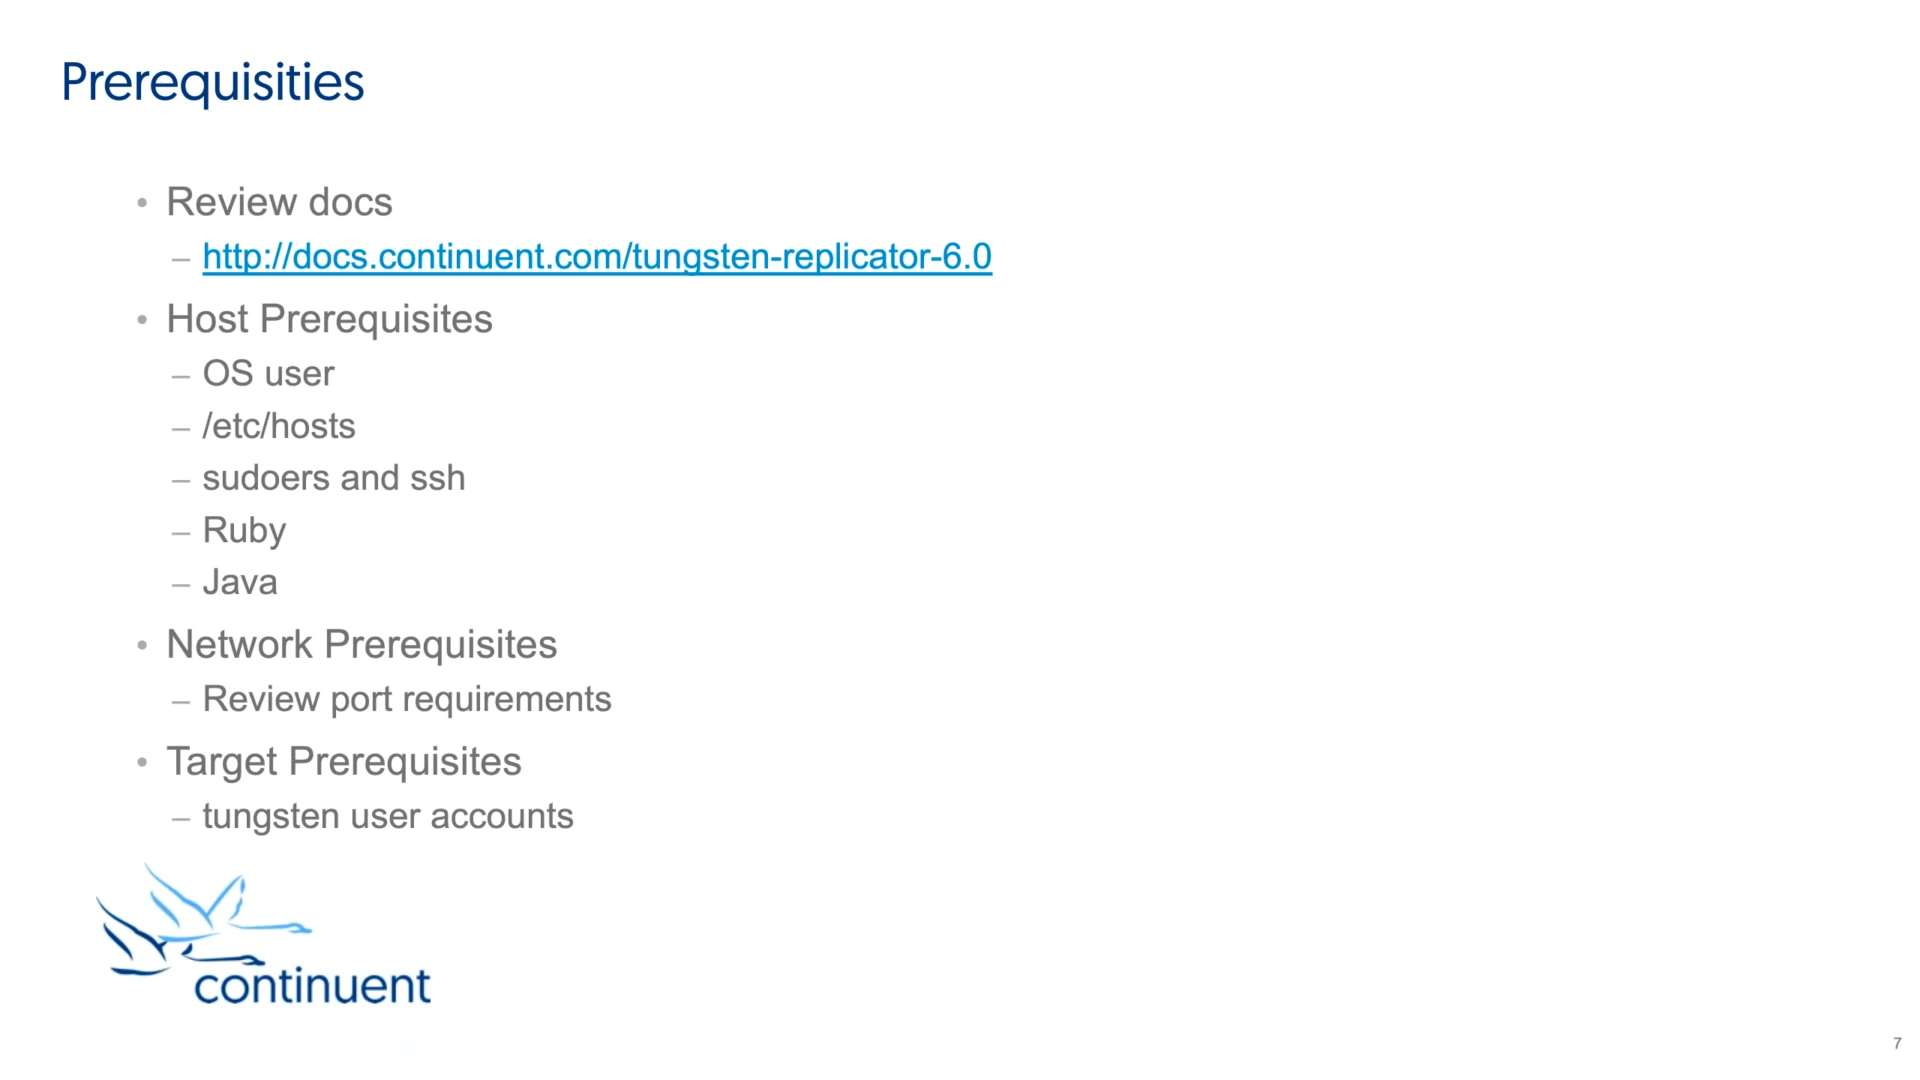 Prerequisities
• Review docs
– http://docs.continuent.com/tungsten-replicator-6.0
• Host Prerequisites
– OS user
– /etc/hosts
– sudoers and ssh
– Ruby
– Java
• Network Prerequisites
– Review port requirements
• Target Prerequisites
– tungsten user accounts
continuent
7